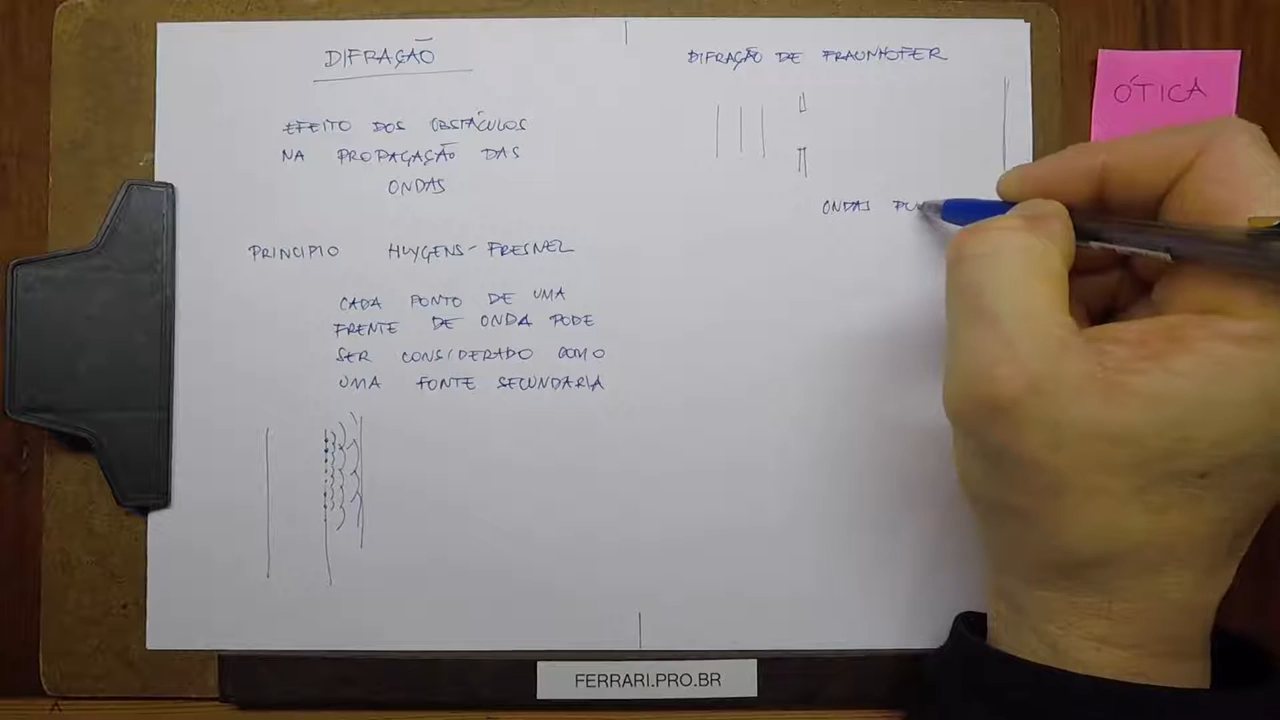 DIFRAÇÃO
EFEITO DOS OBSTÁCULOS
NA PROPAGAÇÃO DAS
ONDAS
PRINCIPIO HUYGENS-FRESNEL
CADA PONTO DE UMA
FRENTE DE ONDA PODE
SER CONSIDERADO COMO
UMA FONTE SECUNDARIA
DIFRAÇÃO DE FRAUNHOFER
ONDAS
ÓTICA
FERRARI.PRO.BR